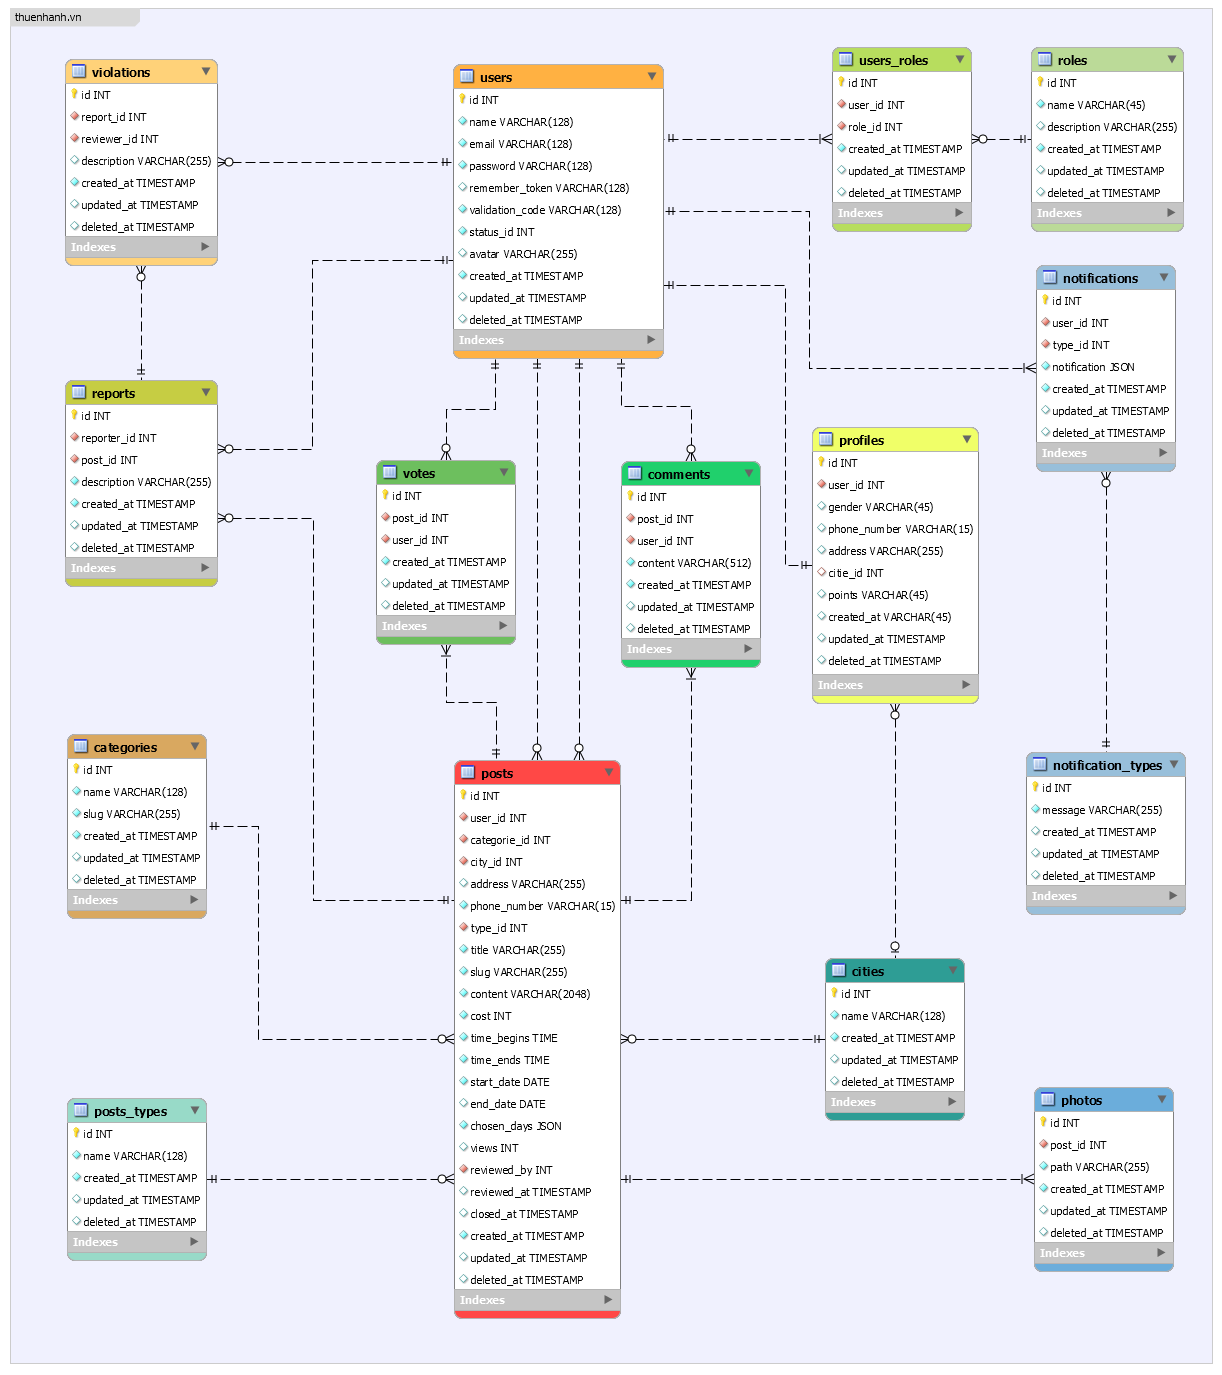 thuenhanh.vn
violations
id INT
report_id INT
reviewer_id INT
description VARCHAR(255)
created_at TIMESTAMP
updated_at TIMESTAMP
deleted_at TIMESTAMP
Indexes
users
id INT
name VARCHAR(128)
email VARCHAR(128)
password VARCHAR(128)
remember_token VARCHAR(128)
validation_code VARCHAR(128)
status_id INT
avatar VARCHAR(255)
created_at TIMESTAMP
updated_at TIMESTAMP
deleted_at TIMESTAMP
Indexes
users_roles
id INT
user_id INT
role_id INT
created_at TIMESTAMP
updated_at TIMESTAMP
deleted_at TIMESTAMP
Indexes
roles
id INT
name VARCHAR(45)
description VARCHAR(255)
created_at TIMESTAMP
updated_at TIMESTAMP
deleted_at TIMESTAMP
Indexes
notifications
id INT
user_id INT
type_id INT
notification JSON
created_at TIMESTAMP
updated_at TIMESTAMP
deleted_at TIMESTAMP
Indexes
reports
id INT
reporter_id INT
post_id INT
description VARCHAR(255)
created_at TIMESTAMP
updated_at TIMESTAMP
deleted_at TIMESTAMP
Indexes
votes
id INT
post_id INT
user_id INT
created_at TIMESTAMP
updated_at TIMESTAMP
deleted_at TIMESTAMP
Indexes
comments
id INT
post_id INT
user_id INT
content VARCHAR(512)
created_at TIMESTAMP
updated_at TIMESTAMP
deleted_at TIMESTAMP
Indexes
profiles
id INT
user_id INT
gender VARCHAR(45)
phone_number VARCHAR(15)
address VARCHAR(255)
citie_id INT
points VARCHAR(45)
created_at VARCHAR(45)
updated_at TIMESTAMP
deleted_at TIMESTAMP
Indexes
categories
id INT
name VARCHAR(128)
slug VARCHAR(255)
created_at TIMESTAMP
updated_at TIMESTAMP
deleted_at TIMESTAMP
Indexes
posts
id INT
user_id INT
categorie_id INT
city_id INT
address VARCHAR(255)
phone_number VARCHAR(15)
type_id INT
title VARCHAR(255)
slug VARCHAR(255)
content VARCHAR(2048)
cost INT
time_begins TIME
time_ends TIME
start_date DATE
end_date DATE
chosen_days JSON
views INT
reviewed_by INT
reviewed_at TIMESTAMP
closed_at TIMESTAMP
created_at TIMESTAMP
updated_at TIMESTAMP
deleted_at TIMESTAMP
Indexes
notification_types
id INT
message VARCHAR(255)
created_at TIMESTAMP
updated_at TIMESTAMP
deleted_at TIMESTAMP
Indexes
cities
id INT
name VARCHAR(128)
created_at TIMESTAMP
updated_at TIMESTAMP
deleted_at TIMESTAMP
Indexes
posts_types
id INT
name VARCHAR(128)
created_at TIMESTAMP
updated_at TIMESTAMP
deleted_at TIMESTAMP
Indexes
photos
id INT
post_id INT
path VARCHAR(255)
created_at TIMESTAMP
updated_at TIMESTAMP
deleted_at TIMESTAMP
Indexes